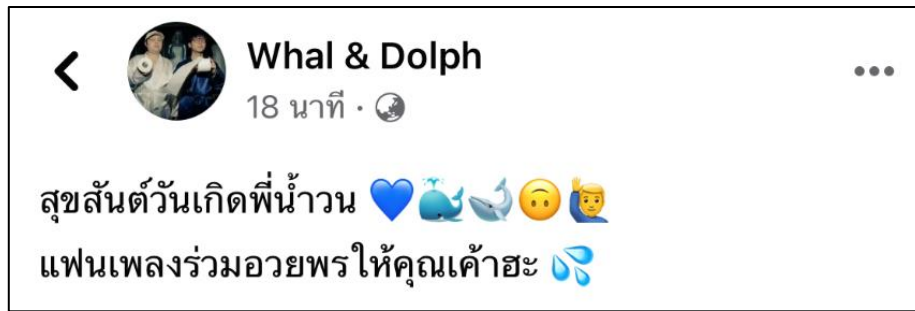 Whal & Dolph
18 นาที ·
สุขสันต์วันเกิดพี่น้ำวน 💙🐳🐋🙃🙋‍♂️
แฟนเพลงร่วมอวยพรให้คุณเค้าฮะ 💦